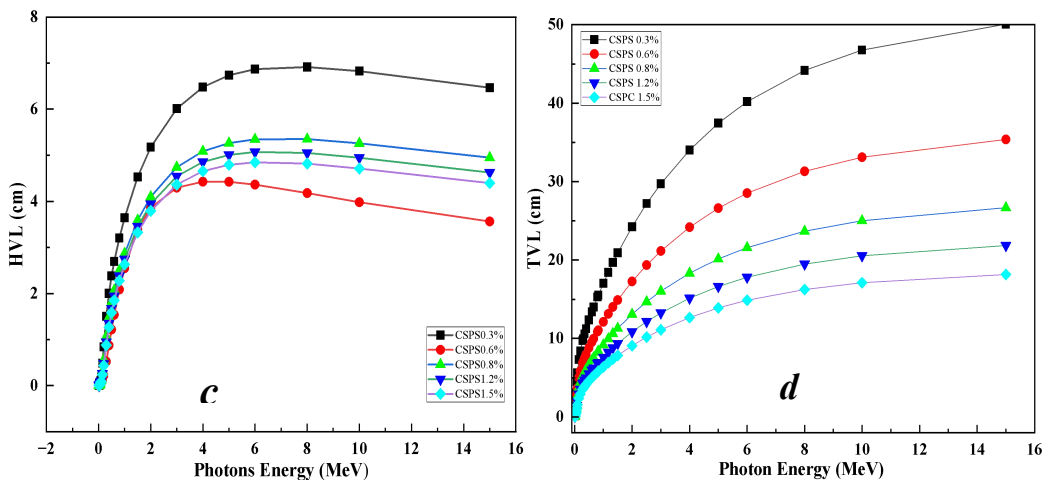 8
6
4
2
0
HVL (cm)
CSPS0.3%
CSPS0.6%
CSPS0.8%
CSPS1.2%
CSPS1.5%
c
−2 0 2 4 6 8 10 12 14 16
Photons Energy (MeV)
50
40
30
20
10
0
TVL (cm)
CSPS 0.3%
CSPS 0.6%
CSPS 0.8%
CSPS 1.2%
CSPC 1.5%
d
0 2 4 6 8 10 12 14 16
Photon Energy (MeV)